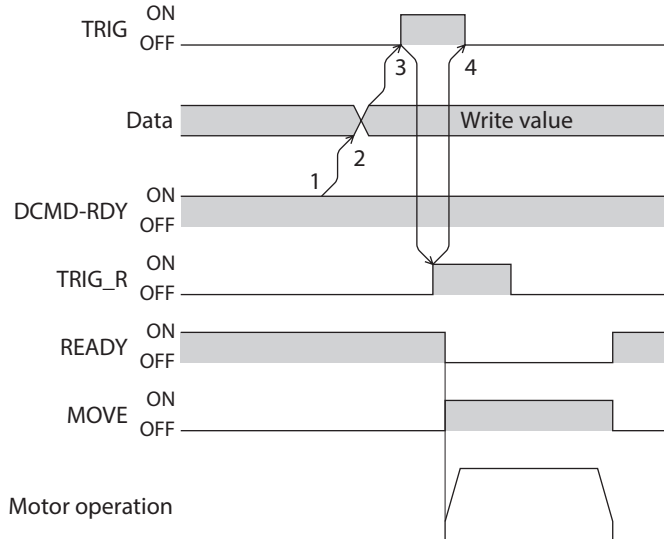 ON
TRIG
OFF
3
4
Data
Write value
2
1
ON
DCMD-RDY
OFF
ON
TRIG_R
OFF
ON
READY
OFF
ON
MOVE
OFF
Motor operation